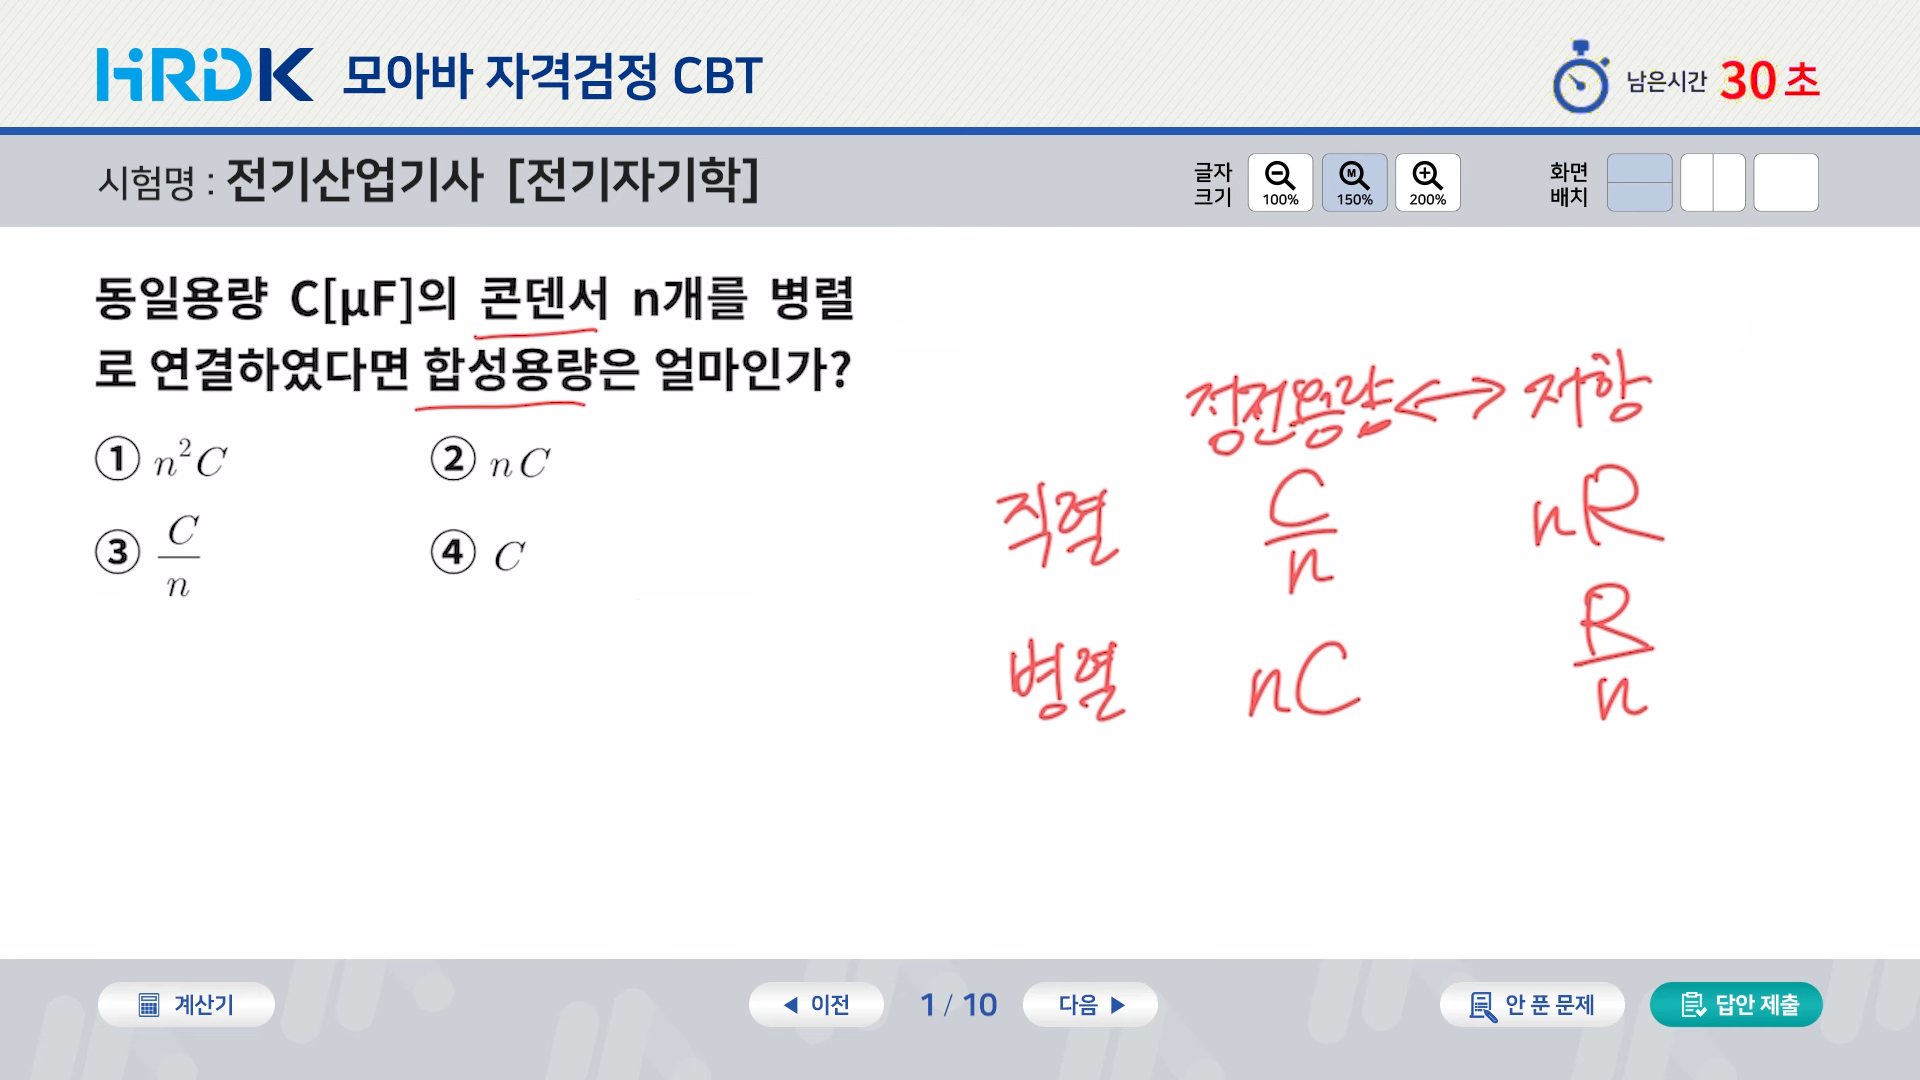 HRDK 모아바 자격검정 CBT
남은시간 30 초
시험명 : 전기산업기사 [전기자기학]
글자 크기
100%
M 150%
200%
화면 배치
동일용량 C[μF]의 콘덴서 n개를 병렬
로 연결하였다면 합성용량은 얼마인가?
① n²C ② nC
③ C/n ④ C
정전용량 ↔ 저항
직렬 C/n nR
병렬 nC R/n
계산기
◀ 이전
1 / 10
다음 ▶
안 푼 문제
답안 제출